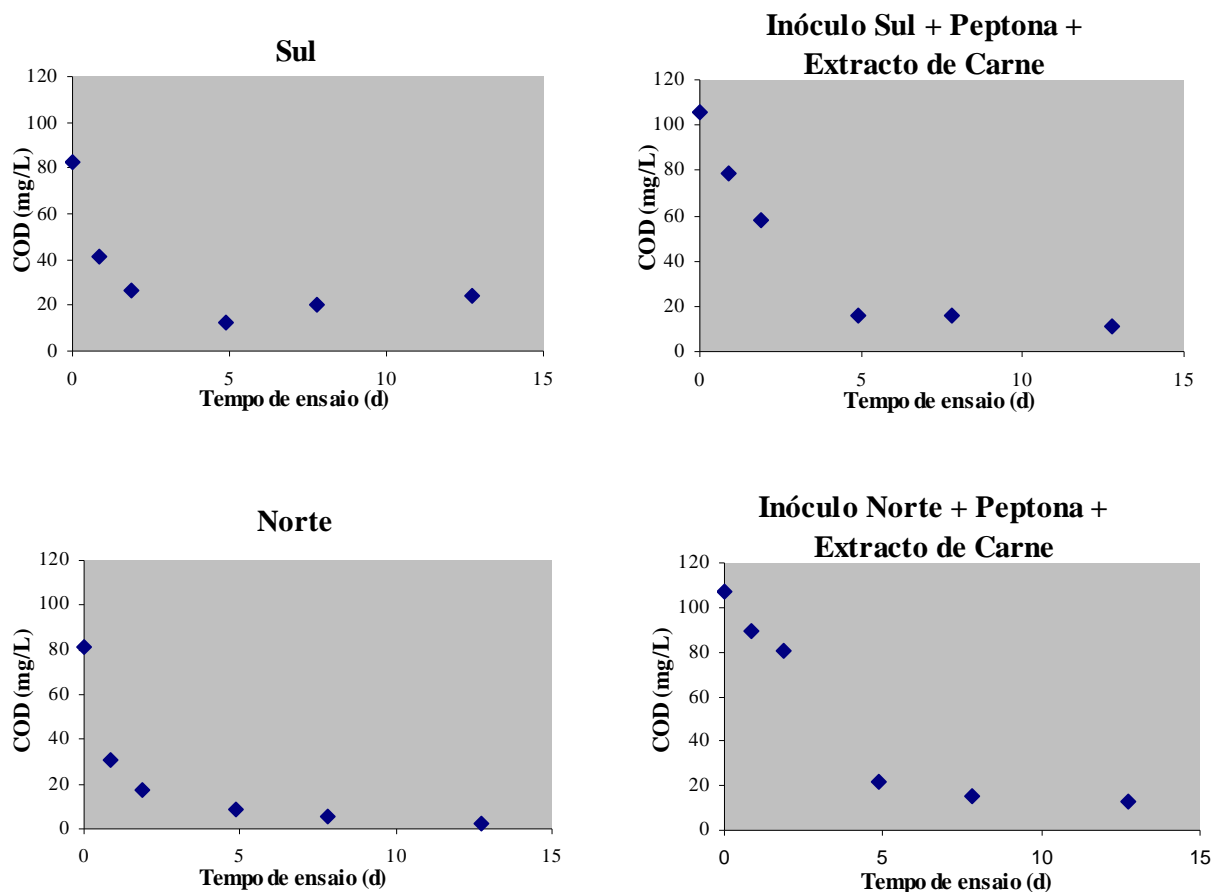 Sul
120
100
80
60
40
20
0
COD (mg/L)
0 5 10 15
Tempo de ensaio (d)
Inóculo Sul + Peptona +
Extracto de Carne
120
100
80
60
40
20
0
COD (mg/L)
0 5 10 15
Tempo de ensaio (d)
Norte
120
100
80
60
40
20
0
COD (mg/L)
0 5 10 15
Tempo de ensaio (d)
Inóculo Norte + Peptona +
Extracto de Carne
120
100
80
60
40
20
0
COD (mg/L)
0 5 10 15
Tempo de ensaio (d)